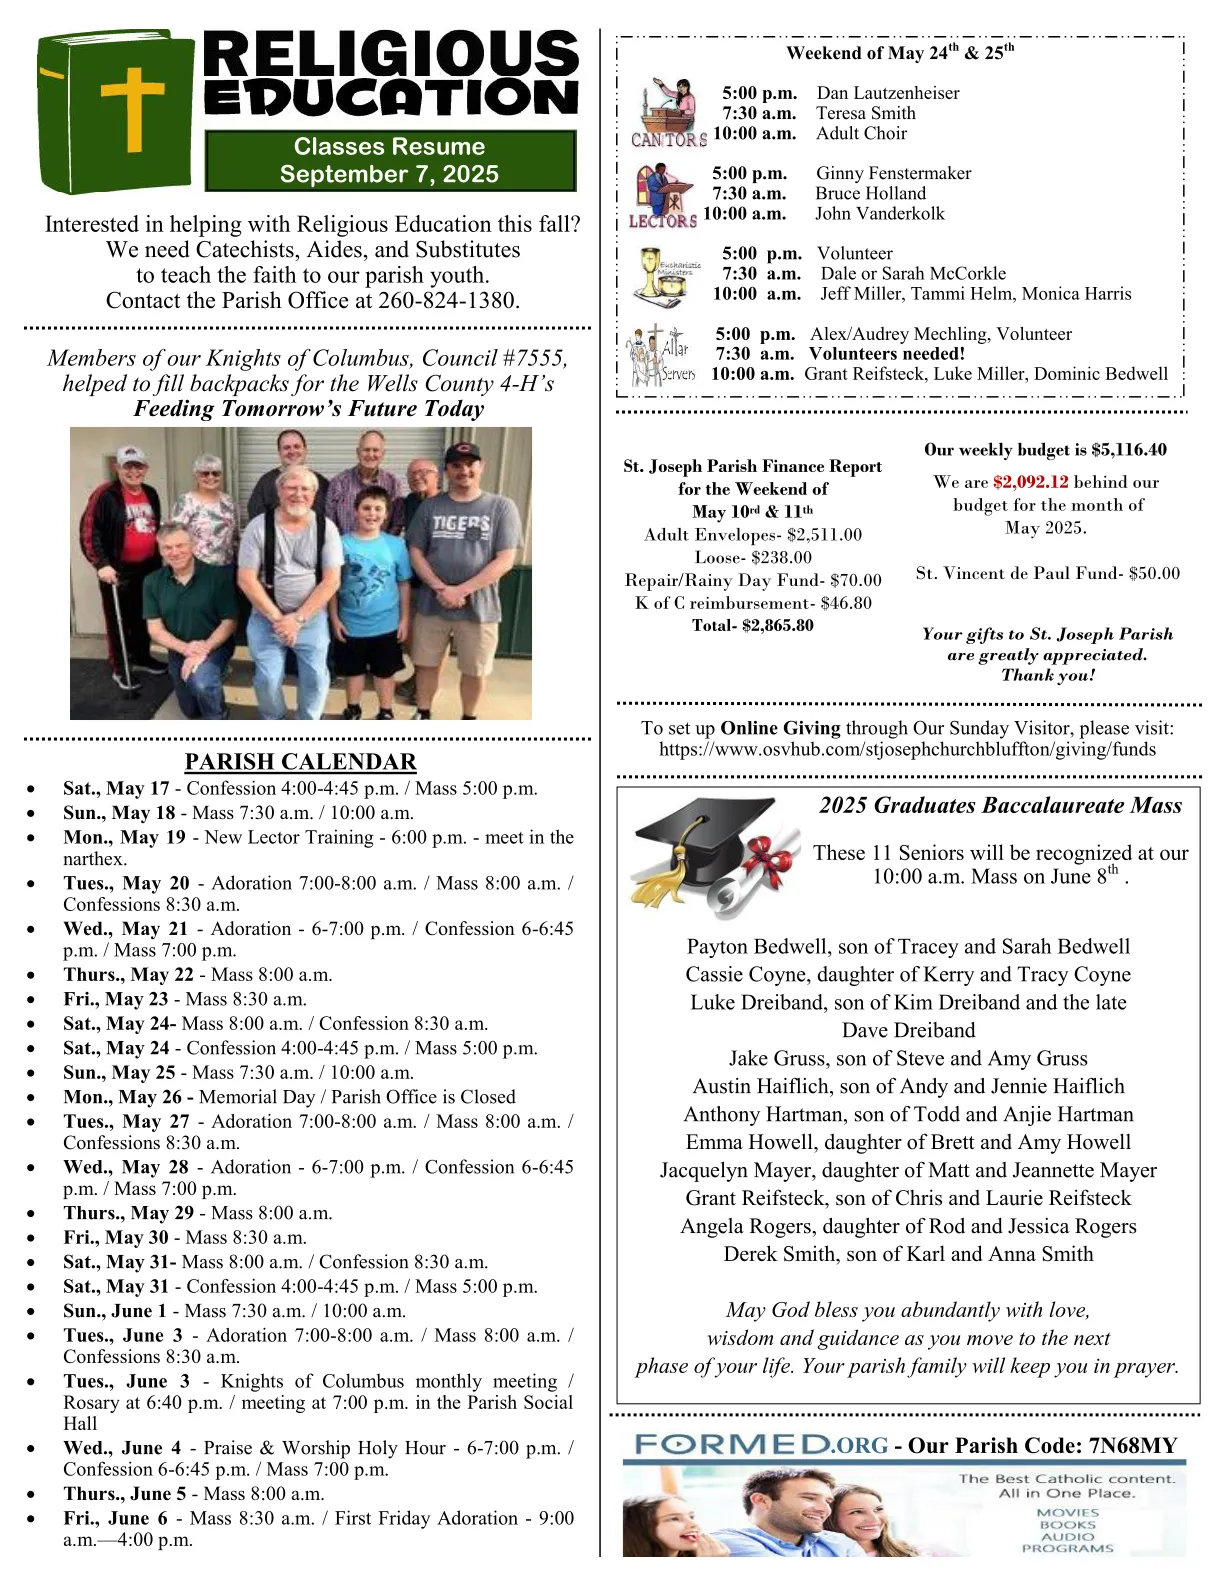 RELIGIOUS
EDUCATION
Classes Resume
September 7, 2025
Interested in helping with Religious Education this fall?
We need Catechists, Aides, and Substitutes
to teach the faith to our parish youth.
Contact the Parish Office at 260-824-1380.
Members of our Knights of Columbus, Council #7555,
helped to fill backpacks for the Wells County 4-H’s
Feeding Tomorrow’s Future Today
TIGERS
PARISH CALENDAR
• Sat., May 17 - Confession 4:00-4:45 p.m. / Mass 5:00 p.m.
• Sun., May 18 - Mass 7:30 a.m. / 10:00 a.m.
• Mon., May 19 - New Lector Training - 6:00 p.m. - meet in the
narthex.
• Tues., May 20 - Adoration 7:00-8:00 a.m. / Mass 8:00 a.m. /
Confessions 8:30 a.m.
• Wed., May 21 - Adoration - 6-7:00 p.m. / Confession 6-6:45
p.m. / Mass 7:00 p.m.
• Thurs., May 22 - Mass 8:00 a.m.
• Fri., May 23 - Mass 8:30 a.m.
• Sat., May 24- Mass 8:00 a.m. / Confession 8:30 a.m.
• Sat., May 24 - Confession 4:00-4:45 p.m. / Mass 5:00 p.m.
• Sun., May 25 - Mass 7:30 a.m. / 10:00 a.m.
• Mon., May 26 - Memorial Day / Parish Office is Closed
• Tues., May 27 - Adoration 7:00-8:00 a.m. / Mass 8:00 a.m. /
Confessions 8:30 a.m.
• Wed., May 28 - Adoration - 6-7:00 p.m. / Confession 6-6:45
p.m. / Mass 7:00 p.m.
• Thurs., May 29 - Mass 8:00 a.m.
• Fri., May 30 - Mass 8:30 a.m.
• Sat., May 31- Mass 8:00 a.m. / Confession 8:30 a.m.
• Sat., May 31 - Confession 4:00-4:45 p.m. / Mass 5:00 p.m.
• Sun., June 1 - Mass 7:30 a.m. / 10:00 a.m.
• Tues., June 3 - Adoration 7:00-8:00 a.m. / Mass 8:00 a.m. /
Confessions 8:30 a.m.
• Tues., June 3 - Knights of Columbus monthly meeting /
Rosary at 6:40 p.m. / meeting at 7:00 p.m. in the Parish Social
Hall
• Wed., June 4 - Praise & Worship Holy Hour - 6-7:00 p.m. /
Confession 6-6:45 p.m. / Mass 7:00 p.m.
• Thurs., June 5 - Mass 8:00 a.m.
• Fri., June 6 - Mass 8:30 a.m. / First Friday Adoration - 9:00
a.m.—4:00 p.m.
Weekend of May 24th & 25th
CANTORS
5:00 p.m. Dan Lautzenheiser
7:30 a.m. Teresa Smith
10:00 a.m. Adult Choir
LECTORS
5:00 p.m. Ginny Fenstermaker
7:30 a.m. Bruce Holland
10:00 a.m. John Vanderkolk
Eucharistic
Ministers
5:00 p.m. Volunteer
7:30 a.m. Dale or Sarah McCorkle
10:00 a.m. Jeff Miller, Tammi Helm, Monica Harris
Altar
Servers
5:00 p.m. Alex/Audrey Mechling, Volunteer
7:30 a.m. Volunteers needed!
10:00 a.m. Grant Reifsteck, Luke Miller, Dominic Bedwell
St. Joseph Parish Finance Report
for the Weekend of
May 10rd & 11th
Adult Envelopes- $2,511.00
Loose- $238.00
Repair/Rainy Day Fund- $70.00
K of C reimbursement- $46.80
Total- $2,865.80
Our weekly budget is $5,116.40
We are $2,092.12 behind our
budget for the month of
May 2025.
St. Vincent de Paul Fund- $50.00
Your gifts to St. Joseph Parish
are greatly appreciated.
Thank you!
To set up Online Giving through Our Sunday Visitor, please visit:
https://www.osvhub.com/stjosephchurchbluffton/giving/funds
2025 Graduates Baccalaureate Mass
These 11 Seniors will be recognized at our
10:00 a.m. Mass on June 8th .
Payton Bedwell, son of Tracey and Sarah Bedwell
Cassie Coyne, daughter of Kerry and Tracy Coyne
Luke Dreiband, son of Kim Dreiband and the late
Dave Dreiband
Jake Gruss, son of Steve and Amy Gruss
Austin Haiflich, son of Andy and Jennie Haiflich
Anthony Hartman, son of Todd and Anjie Hartman
Emma Howell, daughter of Brett and Amy Howell
Jacquelyn Mayer, daughter of Matt and Jeannette Mayer
Grant Reifsteck, son of Chris and Laurie Reifsteck
Angela Rogers, daughter of Rod and Jessica Rogers
Derek Smith, son of Karl and Anna Smith
May God bless you abundantly with love,
wisdom and guidance as you move to the next
phase of your life. Your parish family will keep you in prayer.
FORMED.ORG - Our Parish Code: 7N68MY
The Best Catholic content.
All in One Place.
MOVIES
BOOKS
AUDIO
PROGRAMS